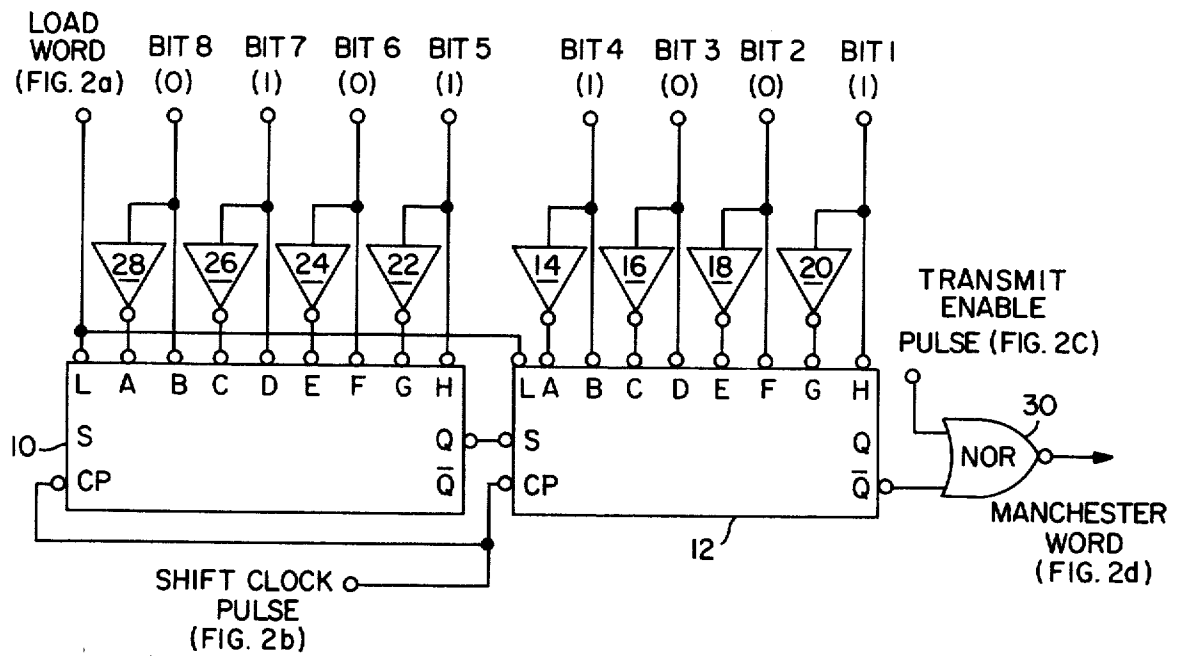 LOAD WORD (FIG. 2a)
BIT 8 (0)
BIT 7 (1)
BIT 6 (0)
BIT 5 (1)
BIT 4 (1)
BIT 3 (0)
BIT 2 (0)
BIT 1 (1)
28 26 24 22 14 16 18 20
TRANSMIT ENABLE PULSE (FIG. 2C)
L A B C D E F G H
L A B C D E F G H
10 S Q S Q
CP Q̅ CP Q̅
30
NOR
12
MANCHESTER WORD (FIG. 2d)
SHIFT CLOCK PULSE (FIG. 2b)